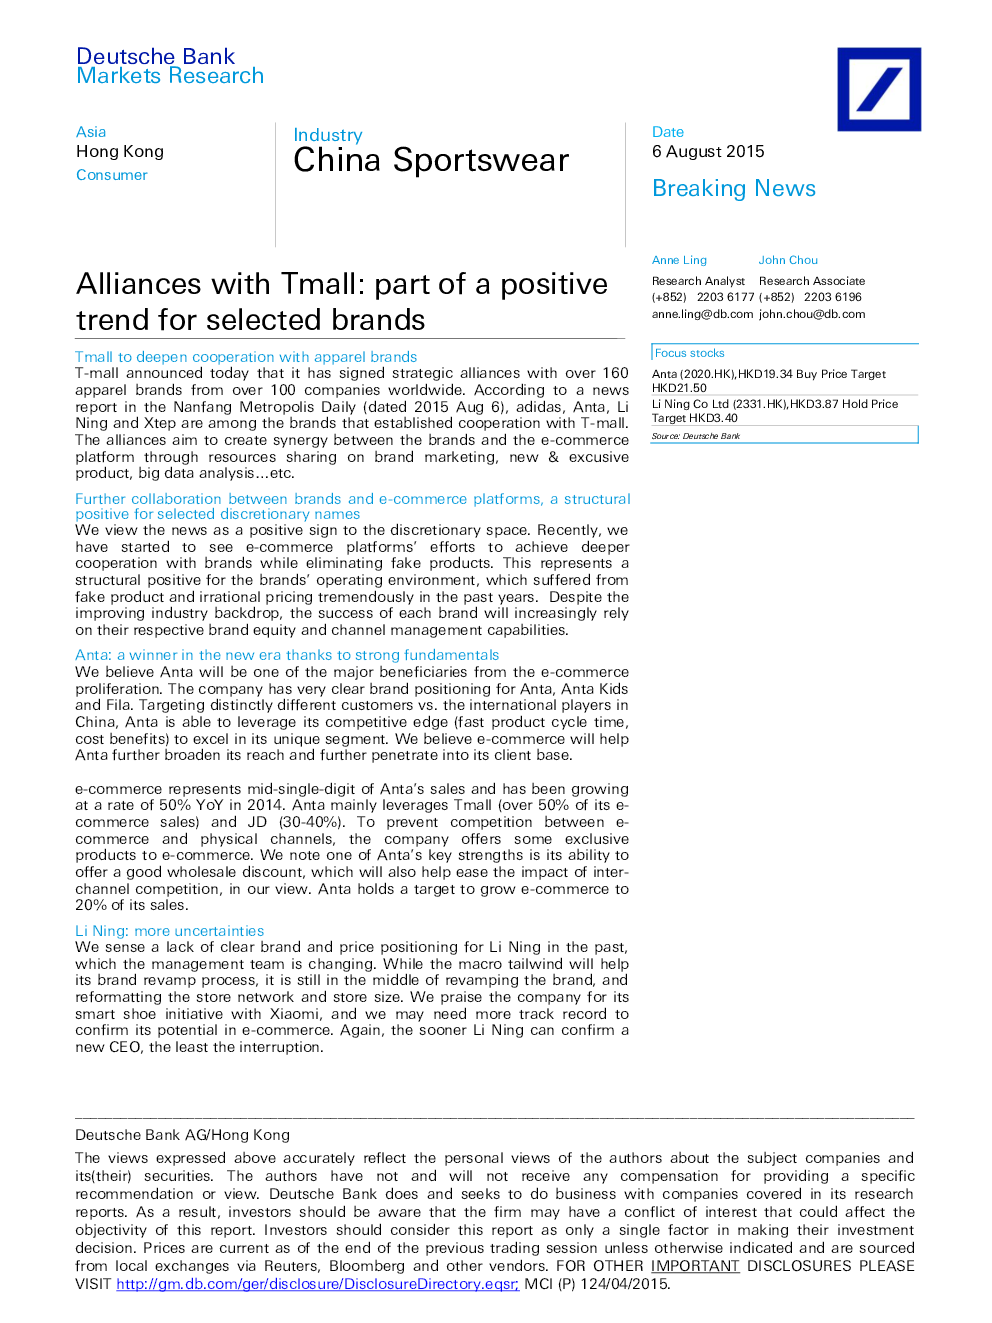 Deutsche Bank
Markets Research
Asia
Hong Kong
Consumer
Industry
China Sportswear
Date
6 August 2015
Breaking News
Alliances with Tmall: part of a positive
trend for selected brands
Tmall to deepen cooperation with apparel brands
T-mall announced today that it has signed strategic alliances with over 160
apparel brands from over 100 companies worldwide. According to a news
report in the Nanfang Metropolis Daily (dated 2015 Aug 6), adidas, Anta, Li
Ning and Xtep are among the brands that established cooperation with T-mall.
The alliances aim to create synergy between the brands and the e-commerce
platform through resources sharing on brand marketing, new & excusive
product, big data analysis...etc.
Further collaboration between brands and e-commerce platforms, a structural
positive for selected discretionary names
We view the news as a positive sign to the discretionary space. Recently, we
have started to see e-commerce platforms' efforts to achieve deeper
cooperation with brands while eliminating fake products. This represents a
structural positive for the brands' operating environment, which suffered from
fake product and irrational pricing tremendously in the past years. Despite the
improving industry backdrop, the success of each brand will increasingly rely
on their respective brand equity and channel management capabilities.
Anta: a winner in the new era thanks to strong fundamentals
We believe Anta will be one of the major beneficiaries from the e-commerce
proliferation. The company has very clear brand positioning for Anta, Anta Kids
and Fila. Targeting distinctly different customers vs. the international players in
China, Anta is able to leverage its competitive edge (fast product cycle time,
cost benefits) to excel in its unique segment. We believe e-commerce will help
Anta further broaden its reach and further penetrate into its client base.
e-commerce represents mid-single-digit of Anta's sales and has been growing
at a rate of 50% YoY in 2014. Anta mainly leverages Tmall (over 50% of its e-
commerce sales) and JD (30-40%). To prevent competition between e-
commerce and physical channels, the company offers some exclusive
products to e-commerce. We note one of Anta's key strengths is its ability to
offer a good wholesale discount, which will also help ease the impact of inter-
channel competition, in our view. Anta holds a target to grow e-commerce to
20% of its sales.
Li Ning: more uncertainties
We sense a lack of clear brand and price positioning for Li Ning in the past,
which the management team is changing. While the macro tailwind will help
its brand revamp process, it is still in the middle of revamping the brand, and
reformatting the store network and store size. We praise the company for its
smart shoe initiative with Xiaomi, and we may need more track record to
confirm its potential in e-commerce. Again, the sooner Li Ning can confirm a
new CEO, the least the interruption.
Anne Ling John Chou
Research Analyst Research Associate
(+852) 2203 6177 (+852) 2203 6196
anne.ling@db.com john.chou@db.com
Focus stocks
Anta (2020.HK),HKD19.34 Buy Price Target
HKD21.50
Li Ning Co Ltd (2331.HK),HKD3.87 Hold Price
Target HKD3.40
Source: Deutsche Bank
Deutsche Bank AG/Hong Kong
The views expressed above accurately reflect the personal views of the authors about the subject companies and
its(their) securities. The authors have not and will not receive any compensation for providing a specific
recommendation or view. Deutsche Bank does and seeks to do business with companies covered in its research
reports. As a result, investors should be aware that the firm may have a conflict of interest that could affect the
objectivity of this report. Investors should consider this report as only a single factor in making their investment
decision. Prices are current as of the end of the previous trading session unless otherwise indicated and are sourced
from local exchanges via Reuters, Bloomberg and other vendors. FOR OTHER IMPORTANT DISCLOSURES PLEASE
VISIT http://gm.db.com/ger/disclosure/DisclosureDirectory.eqsr; MCI (P) 124/04/2015.